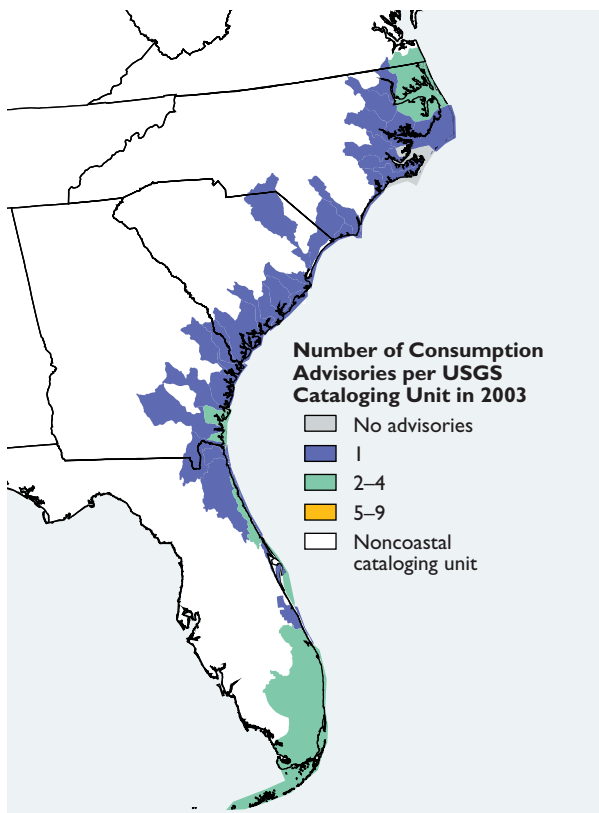 Number of Consumption
Advisories per USGS
Cataloging Unit in 2003
No advisories
1
2–4
5–9
Noncoastal
cataloging unit